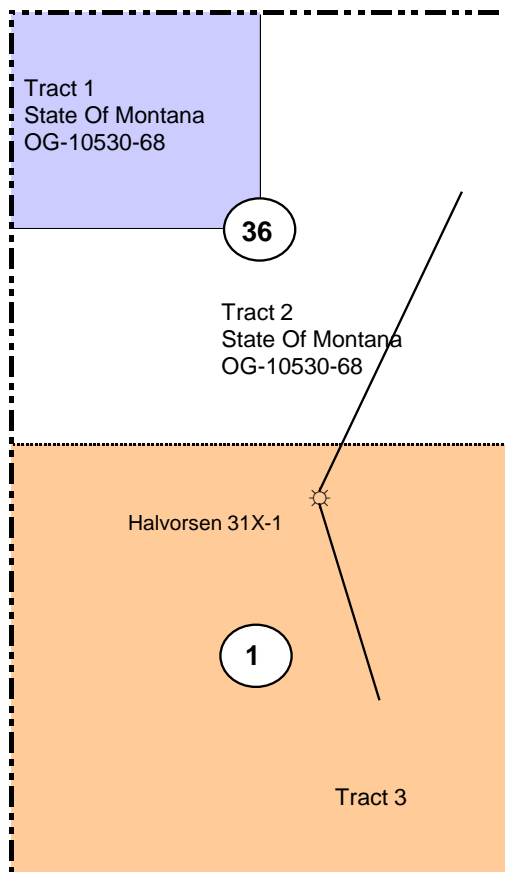 Tract 1
State Of Montana
OG-10530-68
36
Tract 2
State Of Montana
OG-10530-68
Halvorsen 31X-1
1
Tract 3